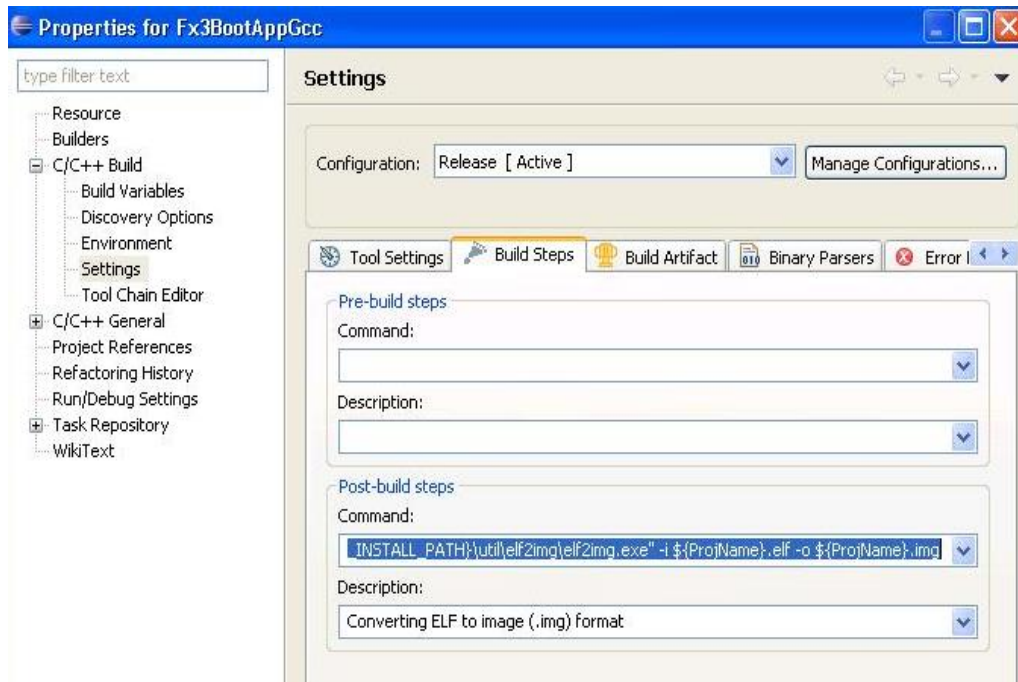 Properties for Fx3BootAppGcc
type filter text
Resource
Builders
C/C++ Build
Build Variables
Discovery Options
Environment
Settings
Tool Chain Editor
C/C++ General
Project References
Refactoring History
Run/Debug Settings
Task Repository
WikiText
Settings
Configuration: Release [ Active ] Manage Configurations...
Tool Settings Build Steps Build Artifact Binary Parsers Error
Pre-build steps
Command:
Description:
Post-build steps
Command:
_INSTALL_PATH}\util\elf2img\elf2img.exe" -i ${ProjName}.elf -o ${ProjName}.img
Description:
Converting ELF to image (.img) format